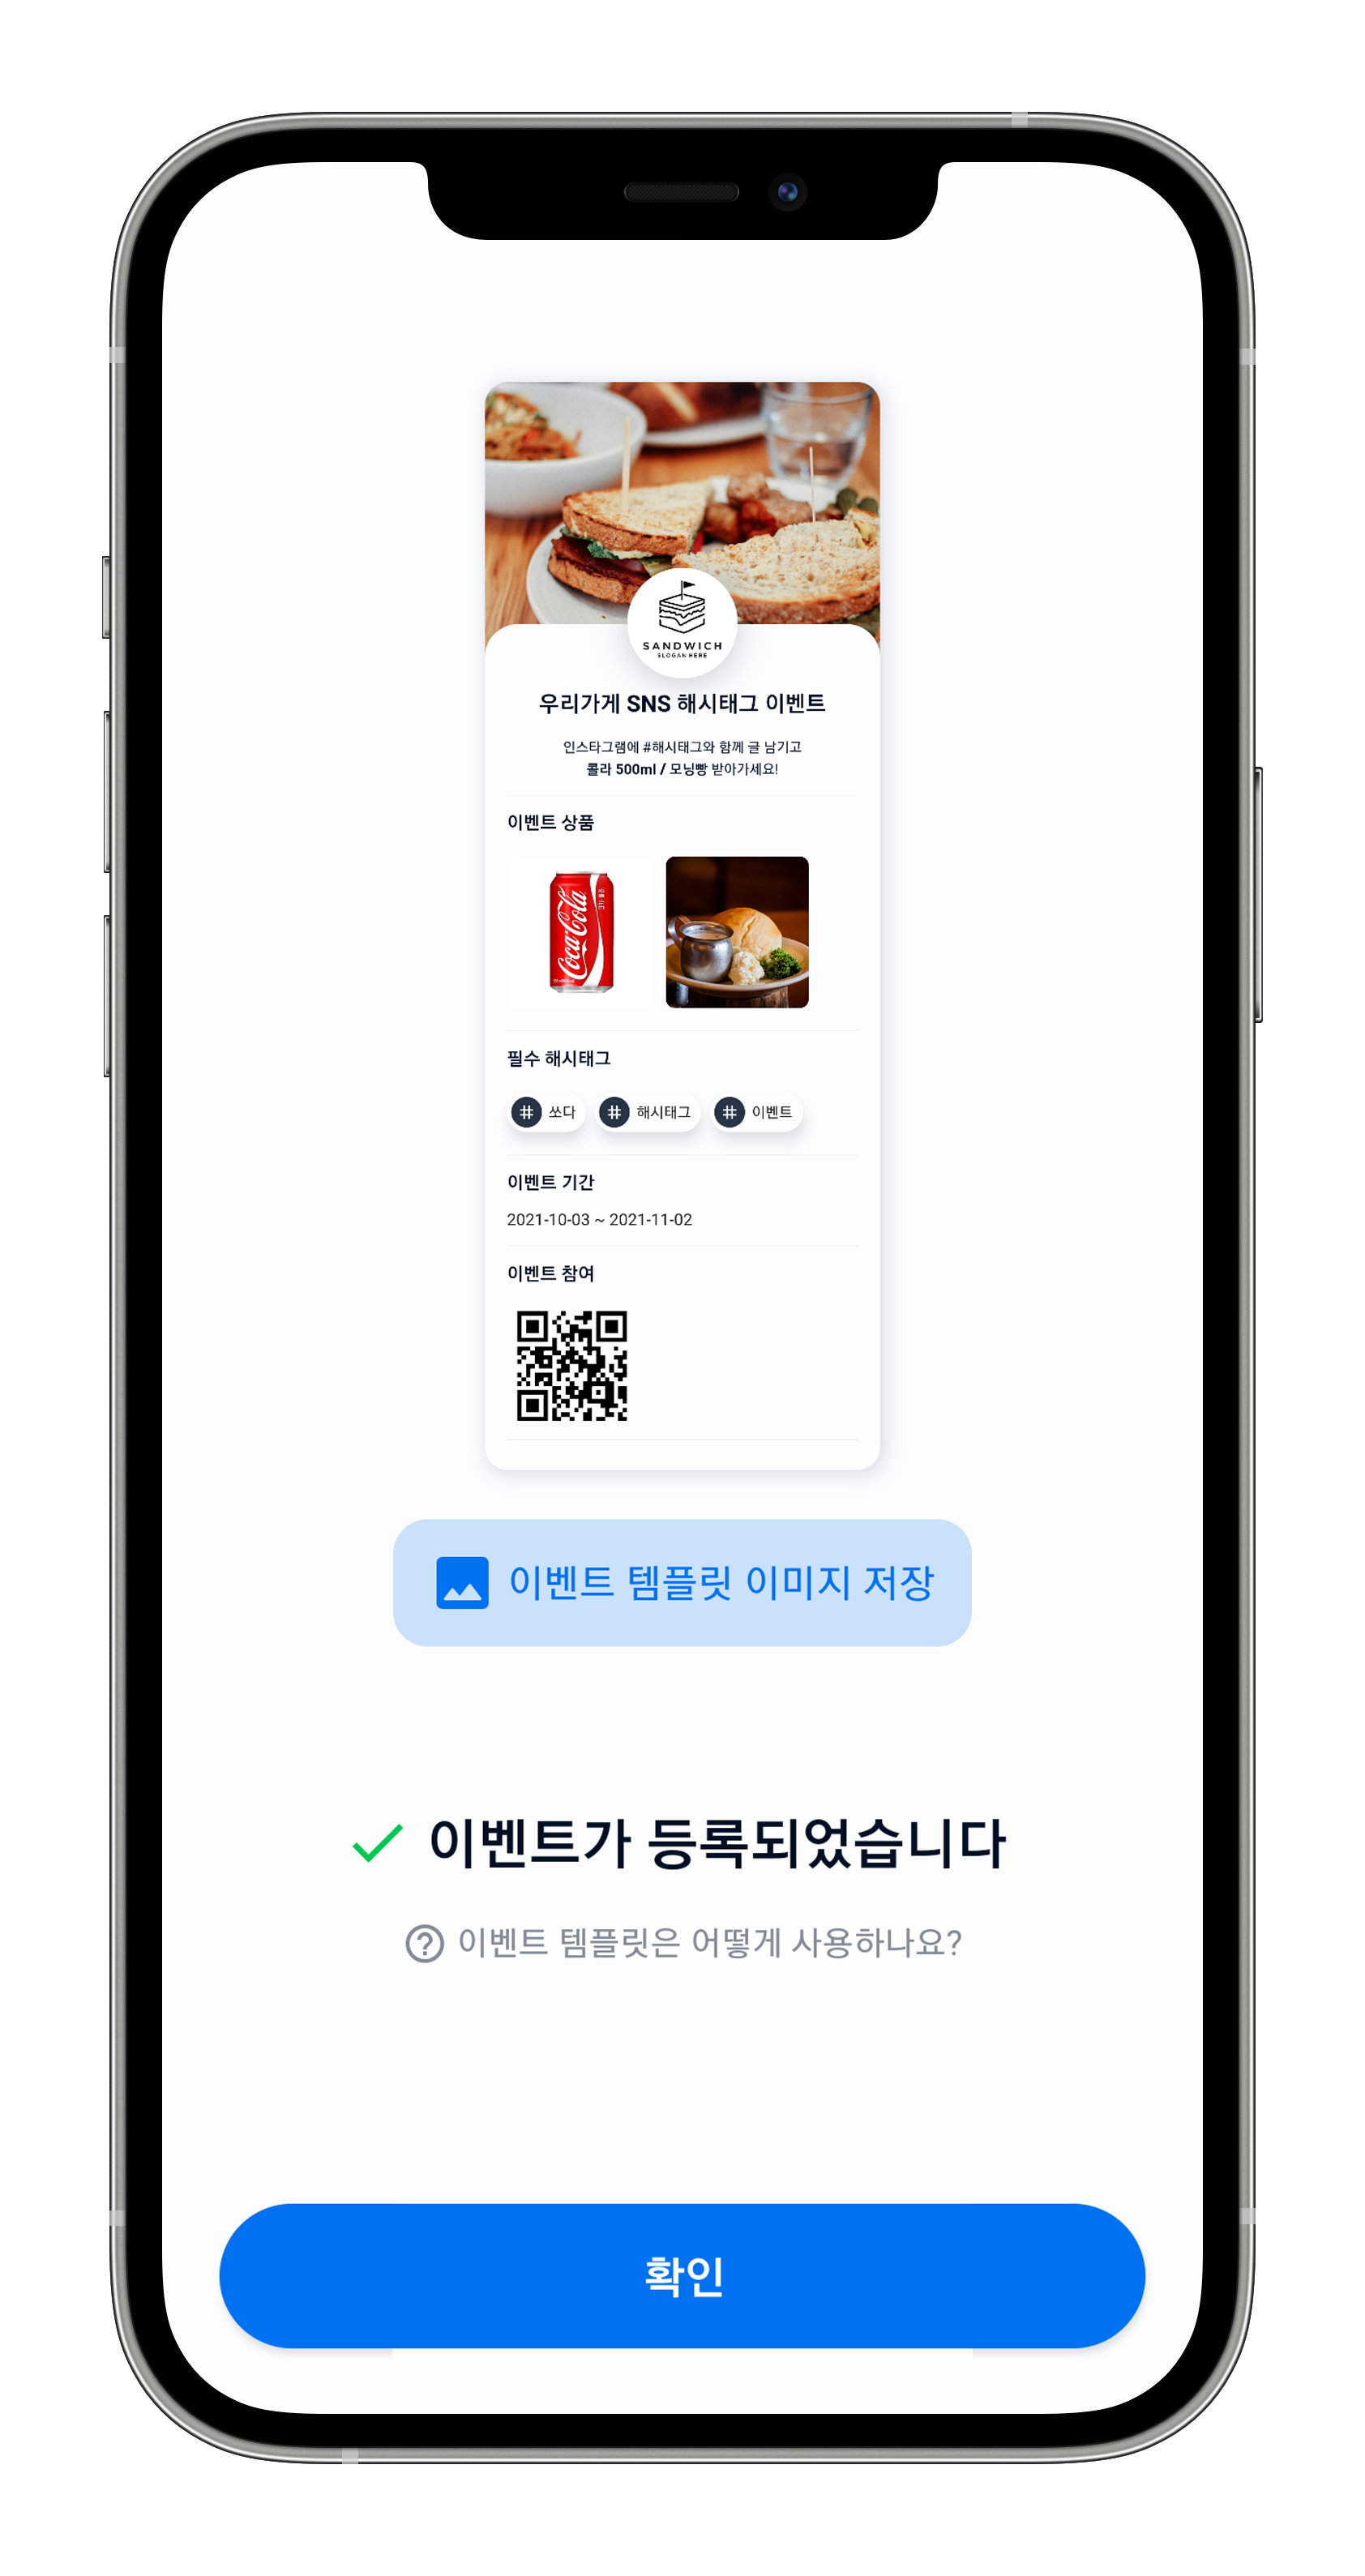 SANDWICH
SLOGAN HERE
우리가게 SNS 해시태그 이벤트
인스타그램에 #해시태그와 함께 글 남기고
콜라 500ml / 모닝빵 받아가세요!
이벤트 상품
Coca-Cola
필수 해시태그
# 쏘다 # 해시태그 # 이벤트
이벤트 기간
2021-10-03 ~ 2021-11-02
이벤트 참여
이벤트 템플릿 이미지 저장
이벤트가 등록되었습니다
? 이벤트 템플릿은 어떻게 사용하나요?
확인